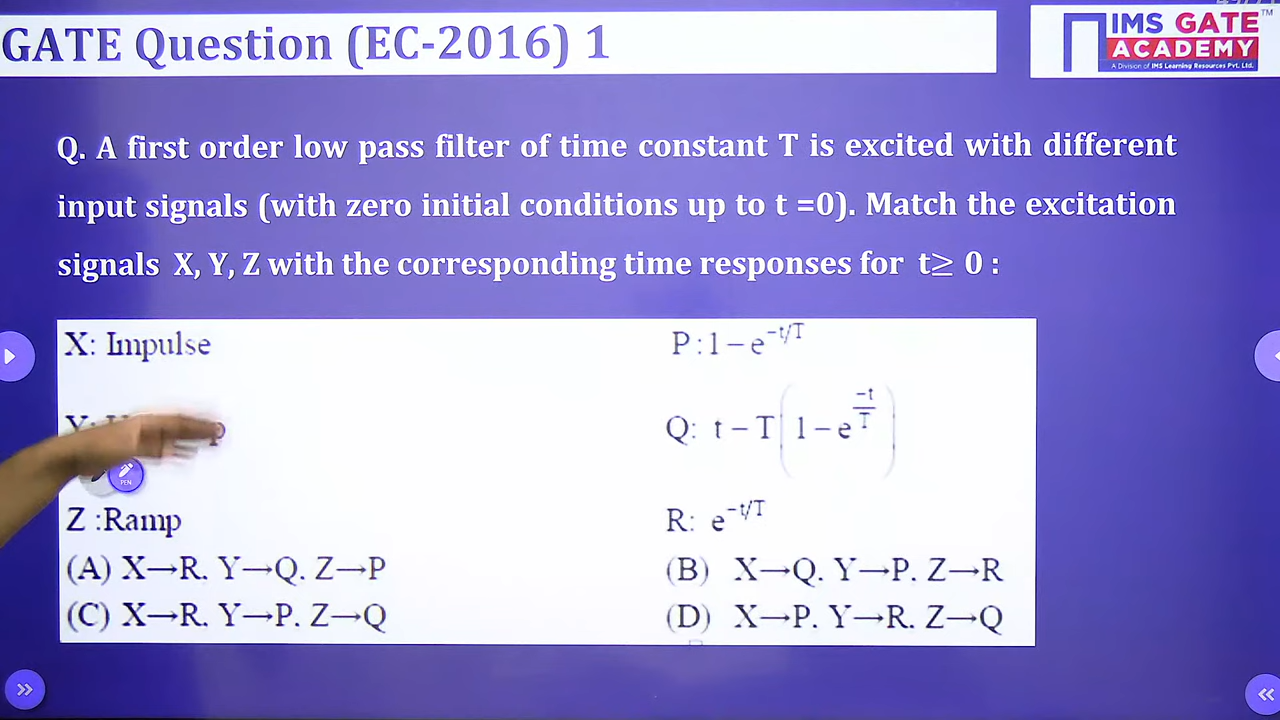 GATE Question (EC-2016) 1
IMS GATE
ACADEMY
TM
A Division of IMS Learning Resources Pvt. Ltd.
Q. A first order low pass filter of time constant T is excited with different
input signals (with zero initial conditions up to t =0). Match the excitation
signals X, Y, Z with the corresponding time responses for t≥ 0 :
X: Impulse
P:1−e^{−t/T}
Q: t−T(1−e^{−t/T})
PEN
Z :Ramp
R: e^{−t/T}
(A) X→R. Y→Q. Z→P
(B) X→Q. Y→P. Z→R
(C) X→R. Y→P. Z→Q
(D) X→P. Y→R. Z→Q